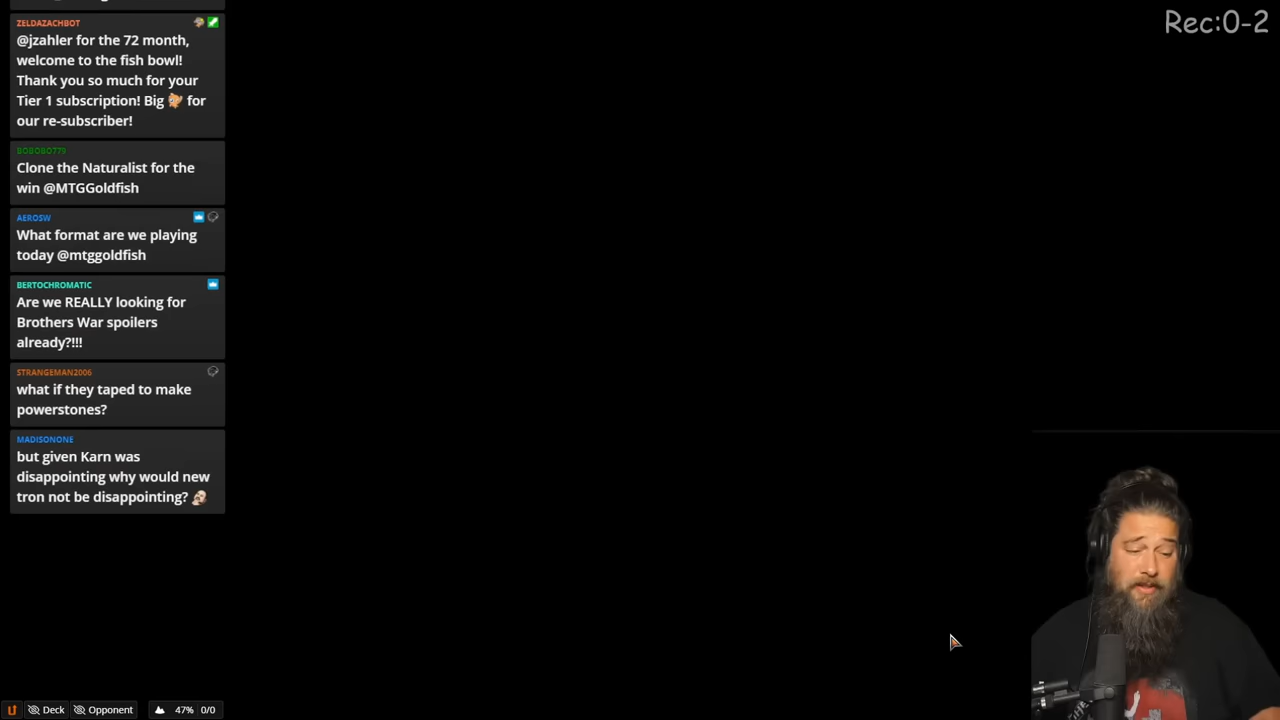 Rec:0-2
ZELDAZACHBOT
@jzahler for the 72 month,
welcome to the fish bowl!
Thank you so much for your
Tier 1 subscription! Big for
our re-subscriber!
BOBOBO779
Clone the Naturalist for the
win @MTGGoldfish
AEROSW
What format are we playing
today @mtggoldfish
BERTOCHROMATIC
Are we REALLY looking for
Brothers War spoilers
already?!!!
STRANGEMAN2006
what if they taped to make
powerstones?
MADISONONE
but given Karn was
disappointing why would new
tron not be disappointing?
Deck Opponent 47% 0/0